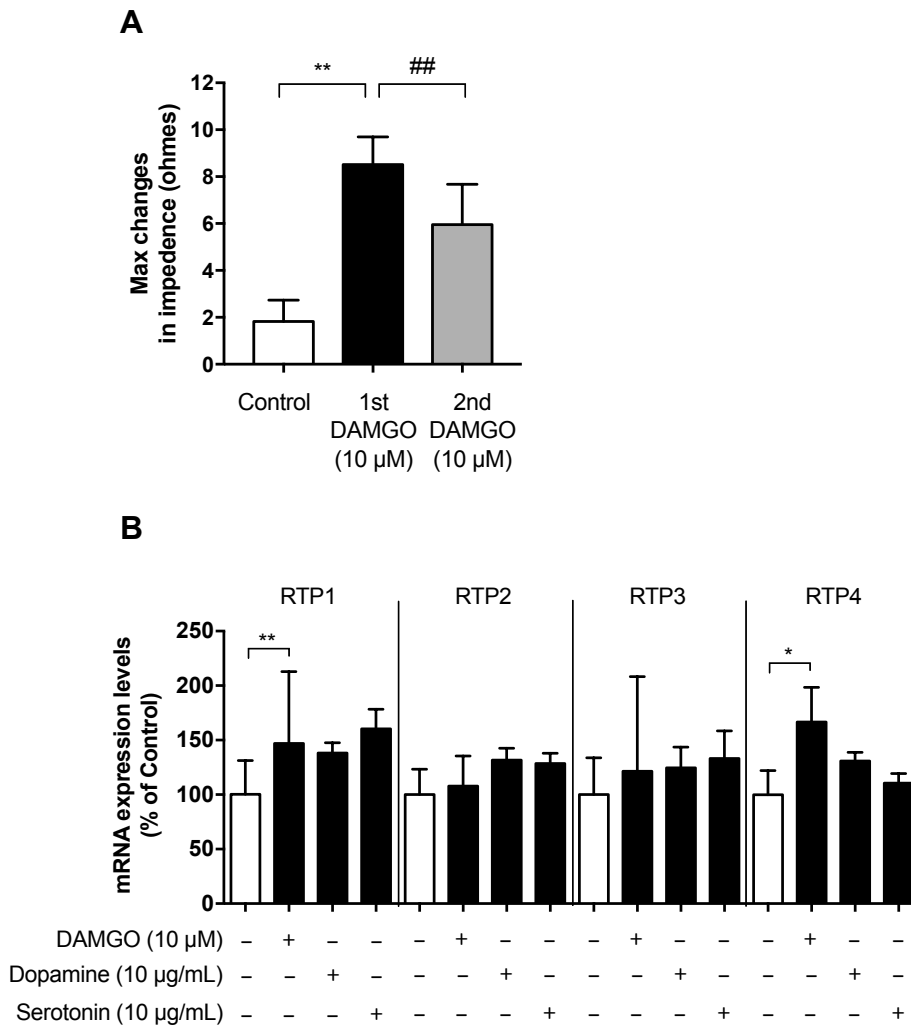 A
** ##
12
10
8
6
4
2
0
Max changes
in impedence (ohmes)
Control
1st
DAMGO
(10 µM)
2nd
DAMGO
(10 µM)
B
RTP1 RTP2 RTP3 RTP4
250
200
150
100
50
0
mRNA expression levels
(% of Control)
** *
DAMGO (10 µM) – + – – – + – – – + – – – + – –
Dopamine (10 µg/mL) – – + – – – + – – – + – – – + –
Serotonin (10 µg/mL) – – – + – – – + – – – + – – – +